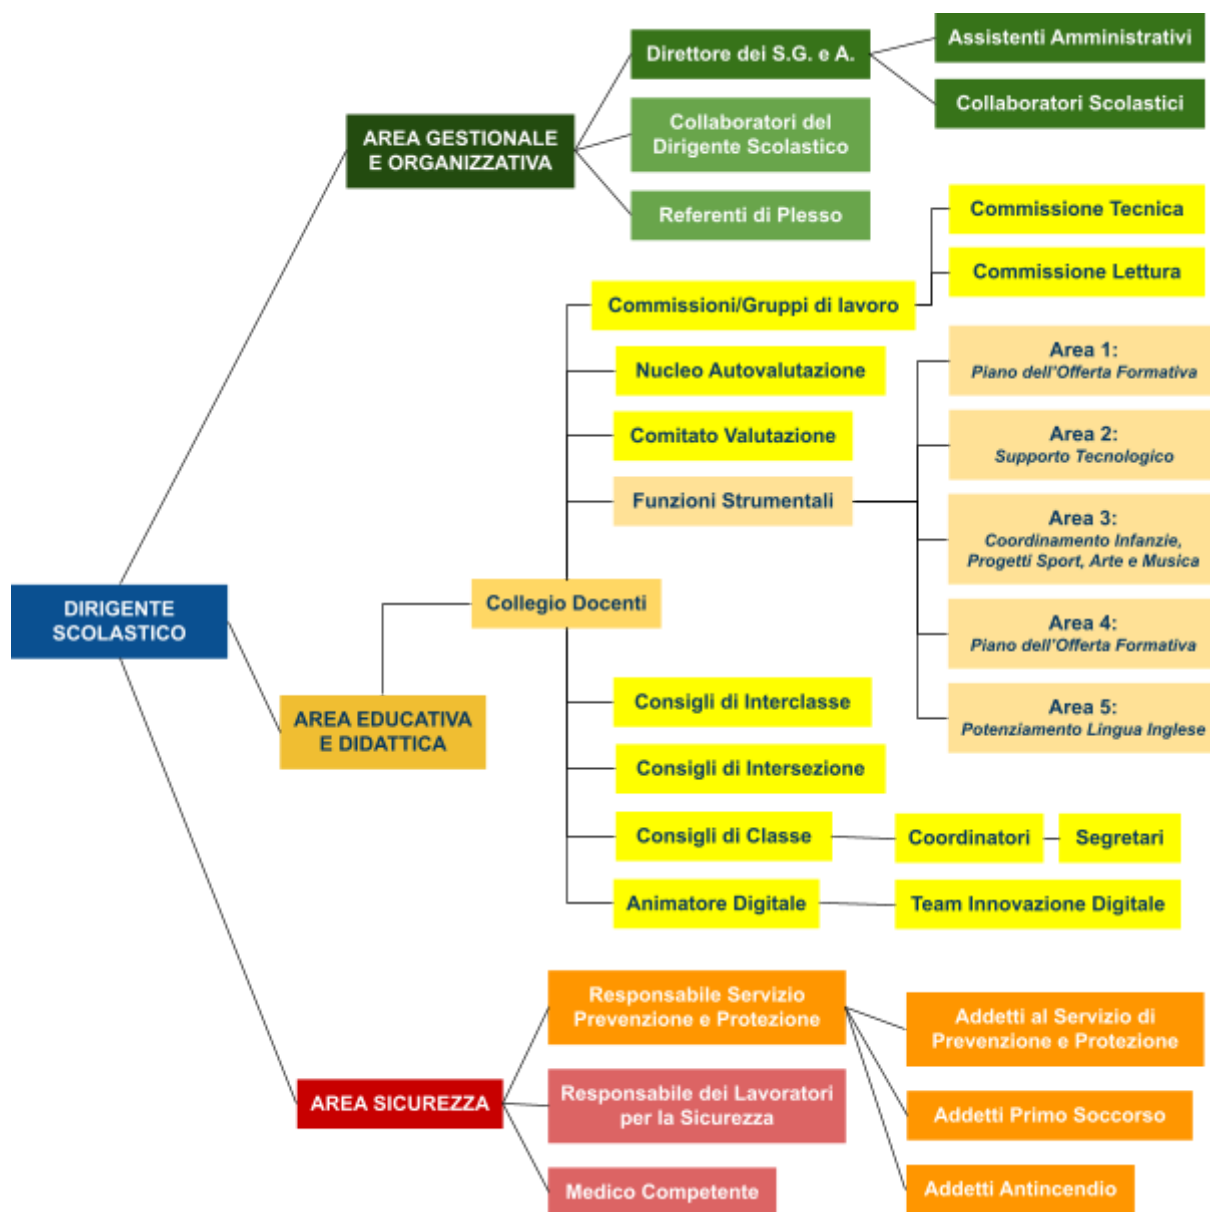 Direttore dei S.G. e A.
Assistenti Amministrativi
Collaboratori Scolastici
AREA GESTIONALE
E ORGANIZZATIVA
Collaboratori del
Dirigente Scolastico
Referenti di Plesso
Commissione Tecnica
Commissione Lettura
Commissioni/Gruppi di lavoro
Nucleo Autovalutazione
Comitato Valutazione
Funzioni Strumentali
Area 1:
Piano dell'Offerta Formativa
Area 2:
Supporto Tecnologico
Area 3:
Coordinamento Infanzie,
Progetti Sport, Arte e Musica
Area 4:
Piano dell'Offerta Formativa
Area 5:
Potenziamento Lingua Inglese
DIRIGENTE
SCOLASTICO
Collegio Docenti
AREA EDUCATIVA
E DIDATTICA
Consigli di Interclasse
Consigli di Intersezione
Consigli di Classe
Coordinatori
Segretari
Animatore Digitale
Team Innovazione Digitale
Responsabile Servizio
Prevenzione e Protezione
Addetti al Servizio di
Prevenzione e Protezione
AREA SICUREZZA
Responsabile dei Lavoratori
per la Sicurezza
Addetti Primo Soccorso
Medico Competente
Addetti Antincendio